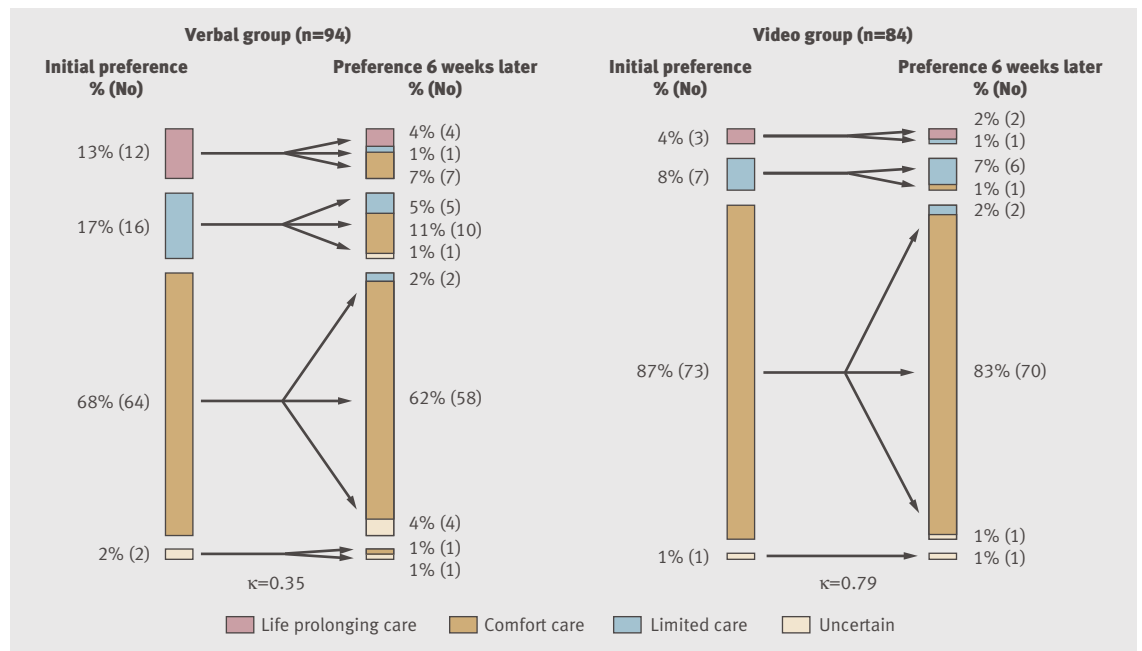 Verbal group (n=94)
Initial preference
% (No)
Preference 6 weeks later
% (No)
13% (12)
4% (4)
1% (1)
7% (7)
17% (16)
5% (5)
11% (10)
1% (1)
68% (64)
2% (2)
62% (58)
4% (4)
2% (2)
1% (1)
1% (1)
κ=0.35
Video group (n=84)
Initial preference
% (No)
Preference 6 weeks later
% (No)
4% (3)
2% (2)
1% (1)
8% (7)
7% (6)
1% (1)
87% (73)
2% (2)
83% (70)
1% (1)
1% (1)
1% (1)
κ=0.79
Life prolonging care
Comfort care
Limited care
Uncertain